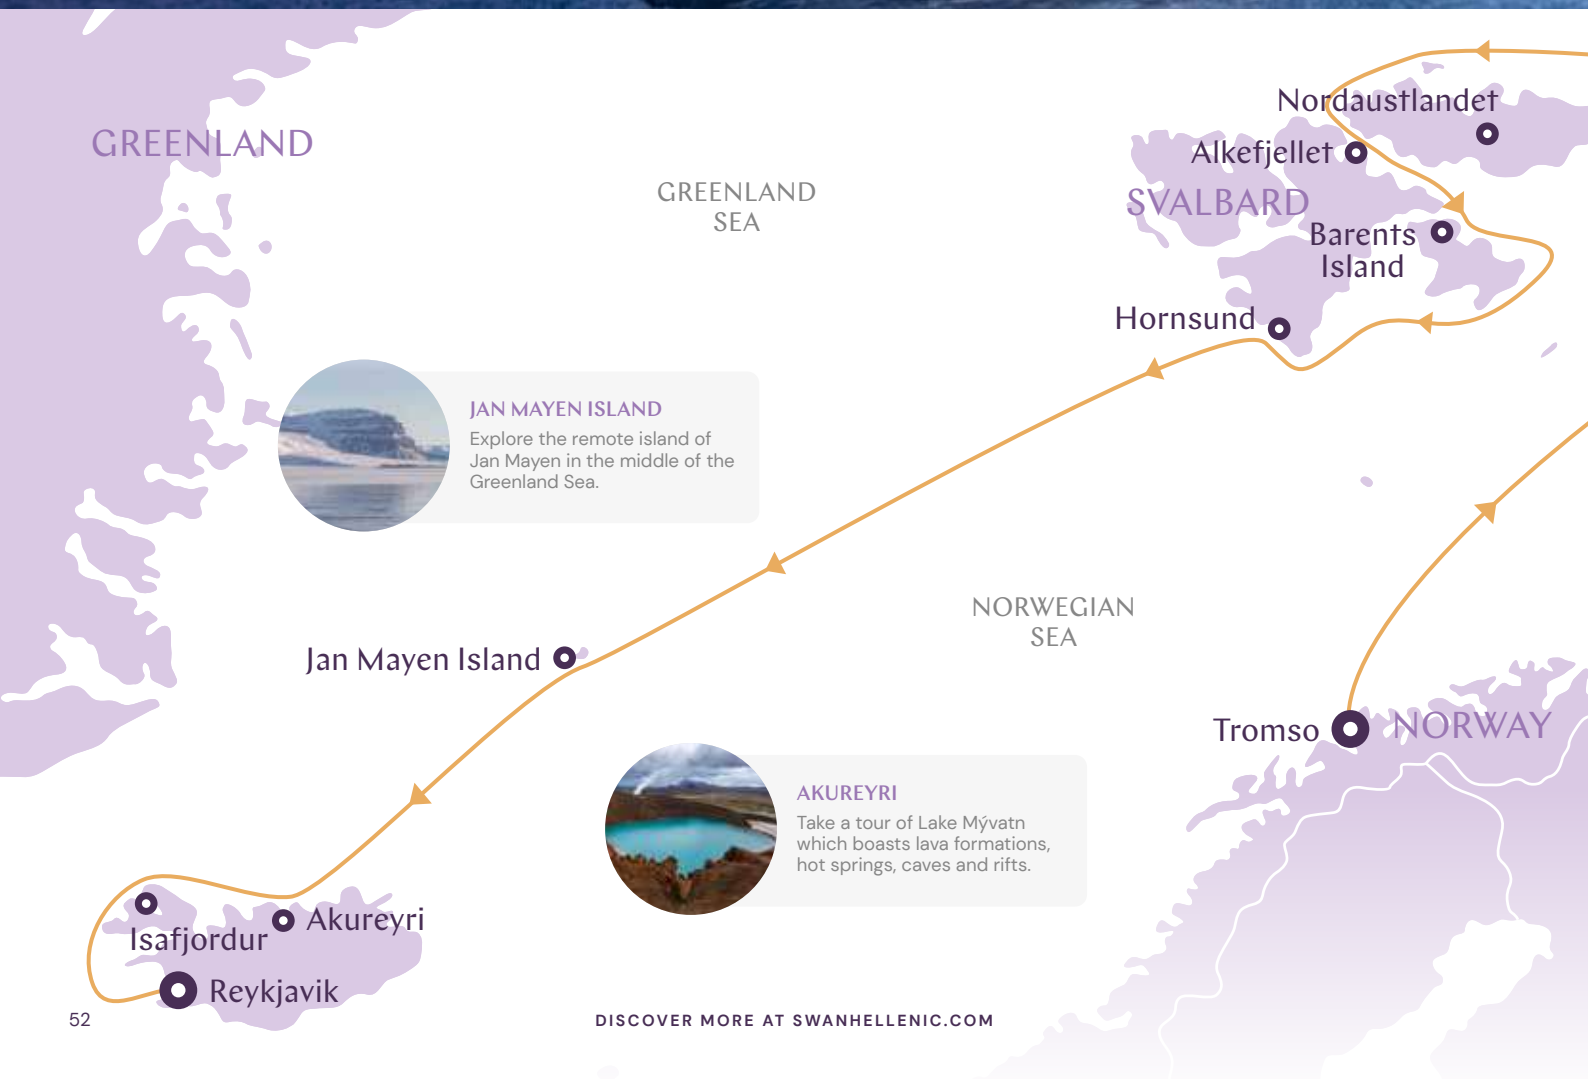 Nordaustlandet
GREENLAND
Alkefjellet
GREENLAND
SEA
SVALBARD
Barents
Island
Hornsund
JAN MAYEN ISLAND
Explore the remote island of
Jan Mayen in the middle of the
Greenland Sea.
NORWEGIAN
SEA
Jan Mayen Island
Tromso
NORWAY
AKUREYRI
Take a tour of Lake Mývatn
which boasts lava formations,
hot springs, caves and rifts.
Akureyri
Isafjordur
Reykjavik
52
DISCOVER MORE AT SWANHELLENIC.COM